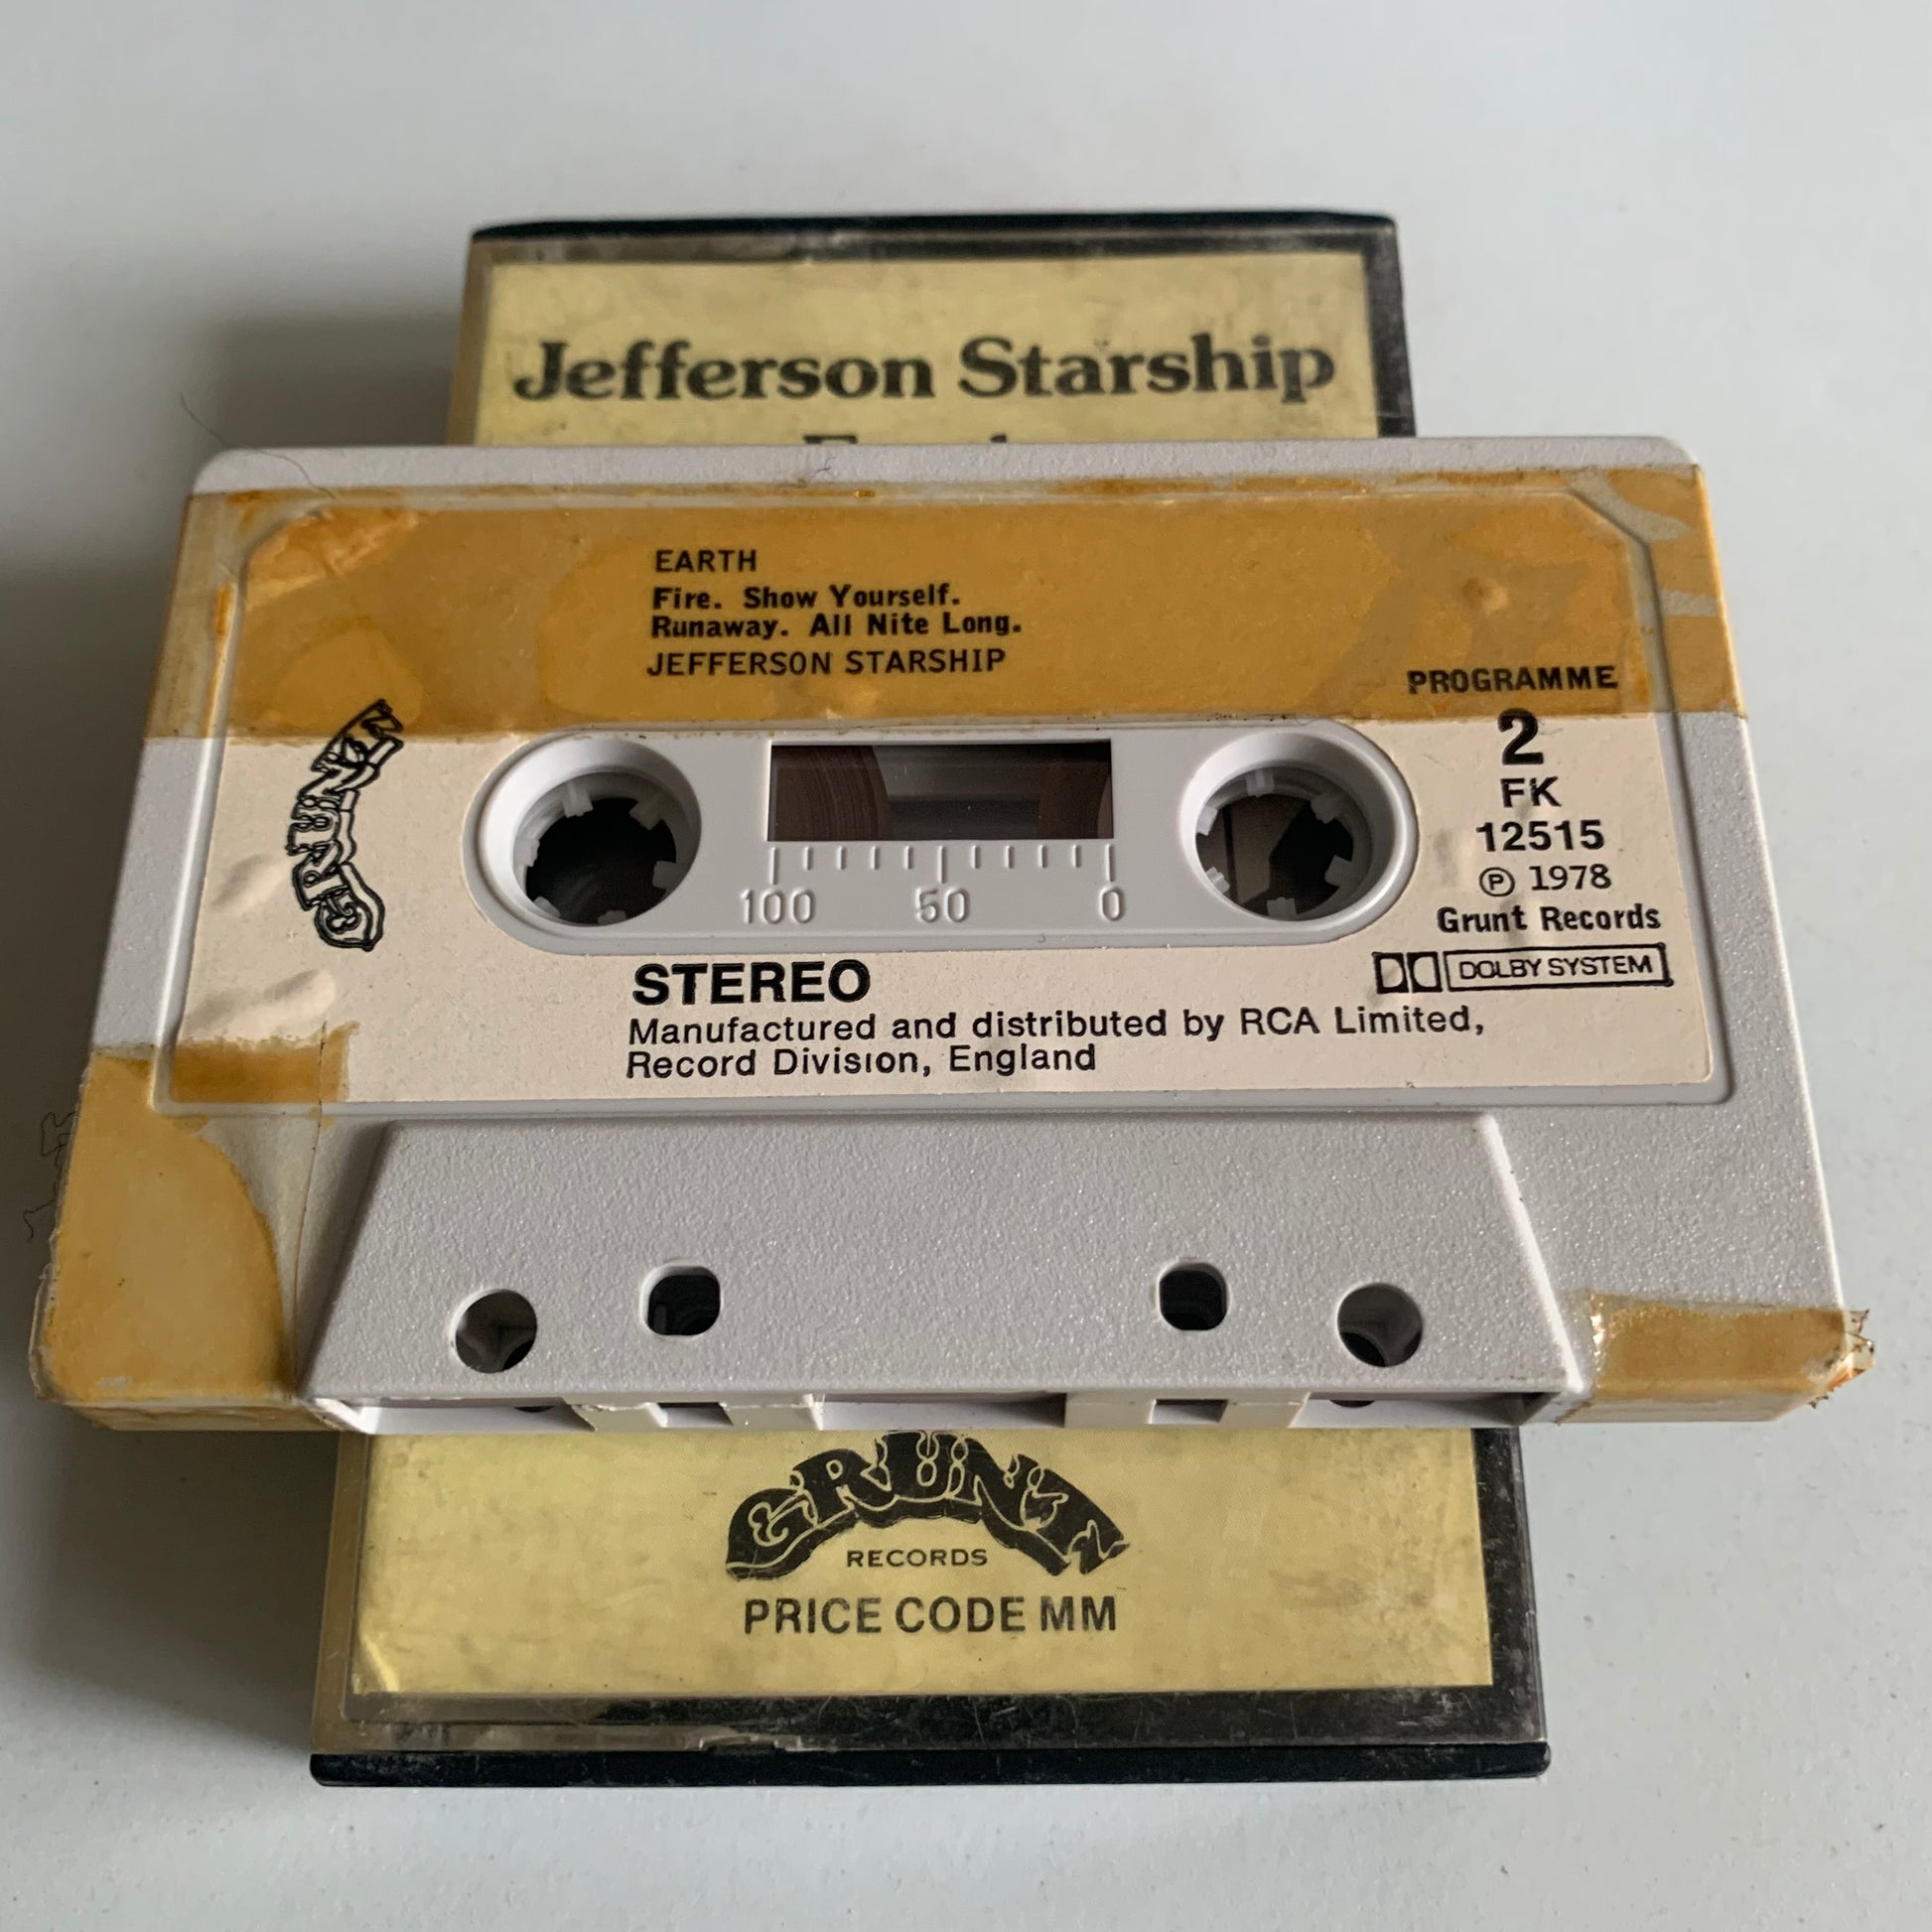 Jefferson Starship
EARTH
Fire. Show Yourself.
Runaway. All Nite Long.
JEFFERSON STARSHIP
PROGRAMME
2
FK
12515
℗ 1978
Grunt Records
DOLBY SYSTEM
GRUNT
100 50 0
STEREO
Manufactured and distributed by RCA Limited,
Record Division, England
GRUNT
RECORDS
PRICE CODE MM